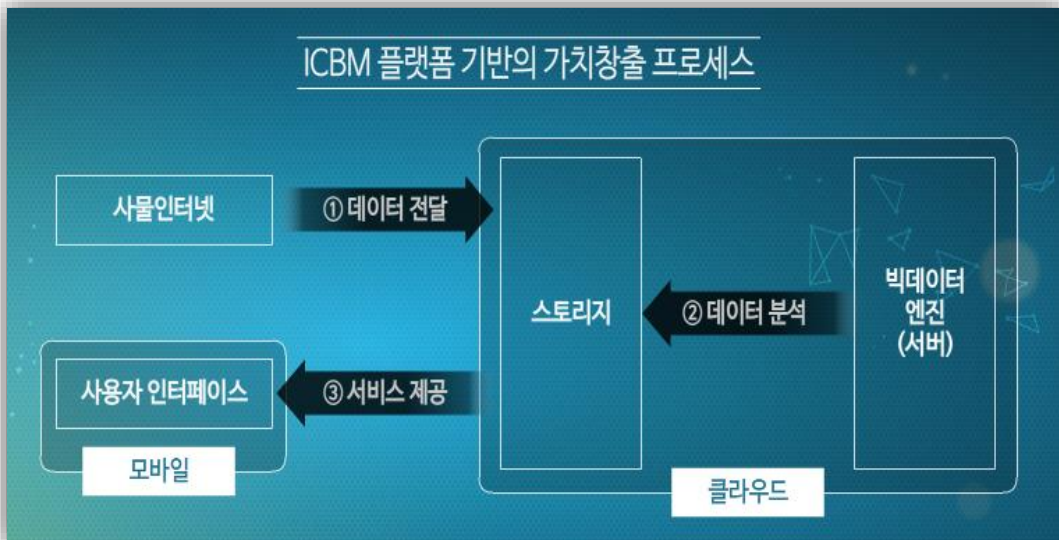 ICBM 플랫폼 기반의 가치창출 프로세스
사물인터넷
① 데이터 전달
스토리지
② 데이터 분석
빅데이터
엔진
(서버)
사용자 인터페이스
③ 서비스 제공
모바일
클라우드